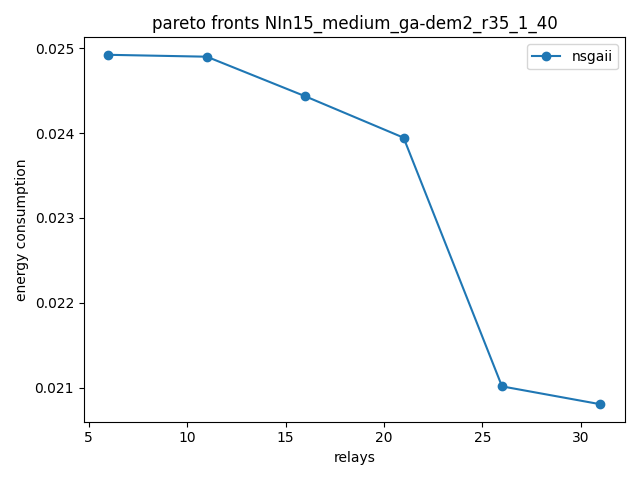 pareto fronts NIn15_medium_ga-dem2_r35_1_40
nsgaii
0.025
0.024
0.023
0.022
0.021
energy consumption
5
10
15
20
25
30
relays